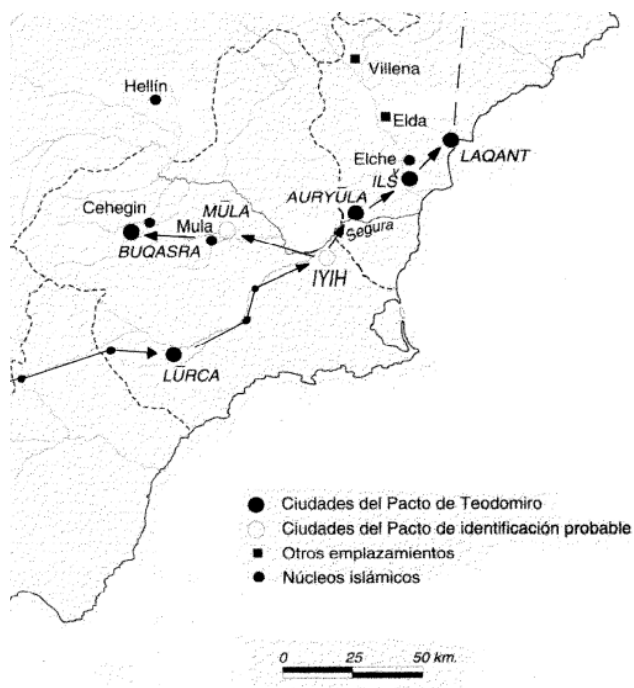 Villena
Hellín
Elda
Elche
LAQANT
ILŠ
AURYŪLA
Cehegin
MŪLA
Mula
Segura
BUQASRA
IYIH
LŪRCA
Ciudades del Pacto de Teodomiro
Ciudades del Pacto de identificación probable
Otros emplazamientos
Núcleos islámicos
0 25 50 km.